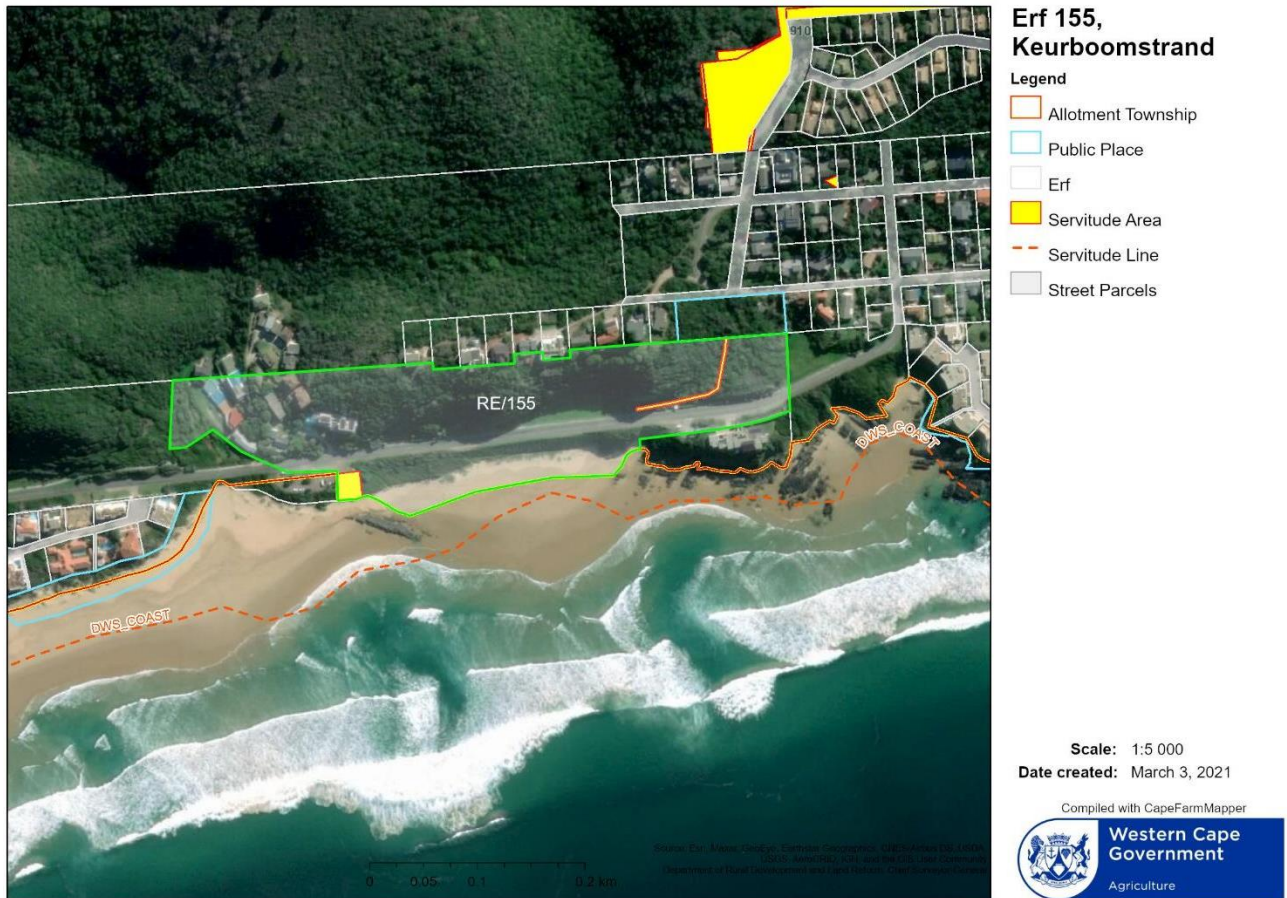 Erf 155,
Keurboomstrand
Legend
Allotment Township
Public Place
Erf
Servitude Area
Servitude Line
Street Parcels
910
RE/155
DWS_COAST
DWS_COAST
0 0.05 0.1 0.2 km
Scale: 1:5 000
Date created: March 3, 2021
Compiled with CapeFarmMapper
Western Cape
Government
Agriculture